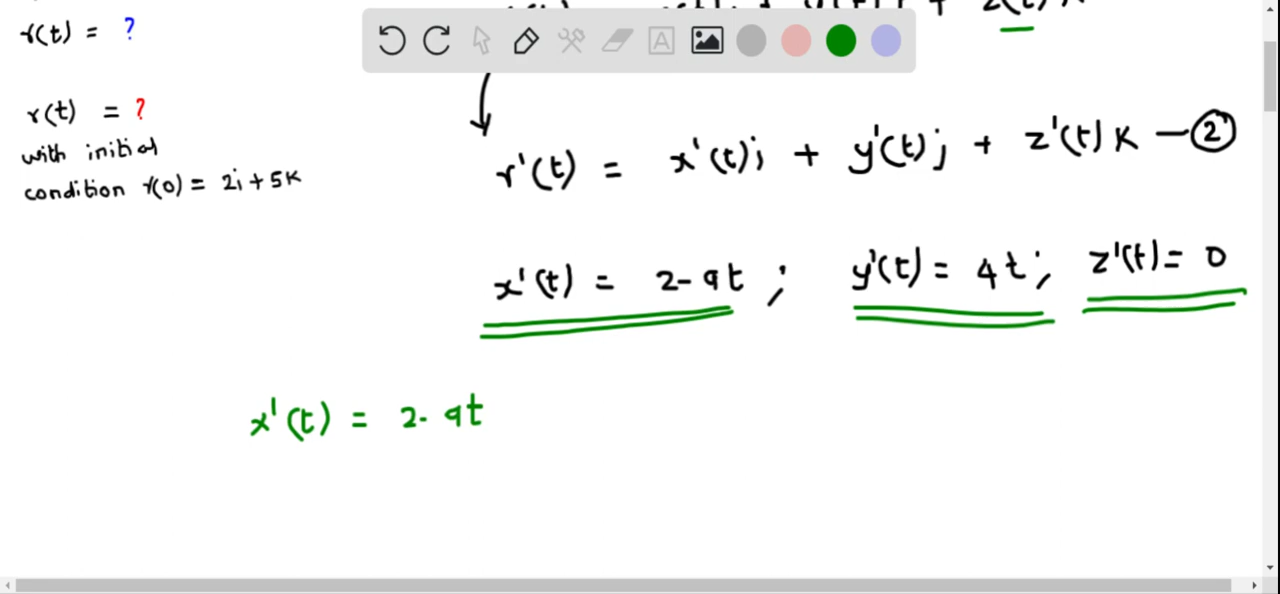 r(t) = ?
r(t) = ?
with initial
condition r(0) = 2i + 5k
r'(t) = x'(t)i + y'(t)j + z'(t)k — ②
x'(t) = 2-9t ; y'(t) = 4t ; z'(t) = 0
x'(t) = 2-9t